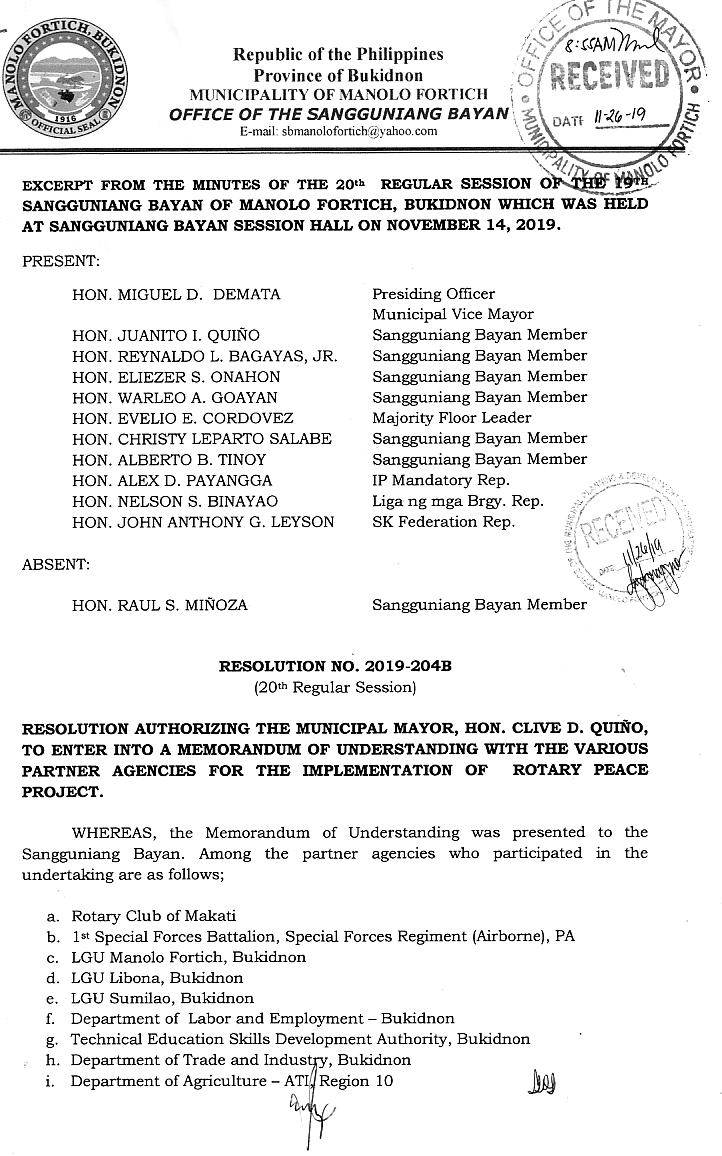 MANOLO FORTICH, BUKIDNON
1916
OFFICIAL SEAL
Republic of the Philippines
Province of Bukidnon
MUNICIPALITY OF MANOLO FORTICH
OFFICE OF THE SANGGUNIANG BAYAN
E-mail: sbmanolofortich@yahoo.com
OFFICE OF THE MAYOR
8:55AM
RECEIVED
DATE 11-26-19
MUNICIPALITY OF MANOLO FORTICH
EXCERPT FROM THE MINUTES OF THE 20th REGULAR SESSION OF THE 19TH
SANGGUNIANG BAYAN OF MANOLO FORTICH, BUKIDNON WHICH WAS HELD
AT SANGGUNIANG BAYAN SESSION HALL ON NOVEMBER 14, 2019.
PRESENT:
HON. MIGUEL D. DEMATA Presiding Officer
Municipal Vice Mayor
HON. JUANITO I. QUIÑO Sangguniang Bayan Member
HON. REYNALDO L. BAGAYAS, JR. Sangguniang Bayan Member
HON. ELIEZER S. ONAHON Sangguniang Bayan Member
HON. WARLEO A. GOAYAN Sangguniang Bayan Member
HON. EVELIO E. CORDOVEZ Majority Floor Leader
HON. CHRISTY LEPARTO SALABE Sangguniang Bayan Member
HON. ALBERTO B. TINOY Sangguniang Bayan Member
HON. ALEX D. PAYANGGA IP Mandatory Rep.
HON. NELSON S. BINAYAO Liga ng mga Brgy. Rep.
HON. JOHN ANTHONY G. LEYSON SK Federation Rep.
RECEIVED
DATE 11/26/19
ABSENT:
HON. RAUL S. MIÑOZA Sangguniang Bayan Member
RESOLUTION NO. 2019-204B
(20th Regular Session)
RESOLUTION AUTHORIZING THE MUNICIPAL MAYOR, HON. CLIVE D. QUIÑO,
TO ENTER INTO A MEMORANDUM OF UNDERSTANDING WITH THE VARIOUS
PARTNER AGENCIES FOR THE IMPLEMENTATION OF ROTARY PEACE
PROJECT.
WHEREAS, the Memorandum of Understanding was presented to the
Sangguniang Bayan. Among the partner agencies who participated in the
undertaking are as follows;
a. Rotary Club of Makati
b. 1st Special Forces Battalion, Special Forces Regiment (Airborne), PA
c. LGU Manolo Fortich, Bukidnon
d. LGU Libona, Bukidnon
e. LGU Sumilao, Bukidnon
f. Department of Labor and Employment – Bukidnon
g. Technical Education Skills Development Authority, Bukidnon
h. Department of Trade and Industry, Bukidnon
i. Department of Agriculture – ATI, Region 10